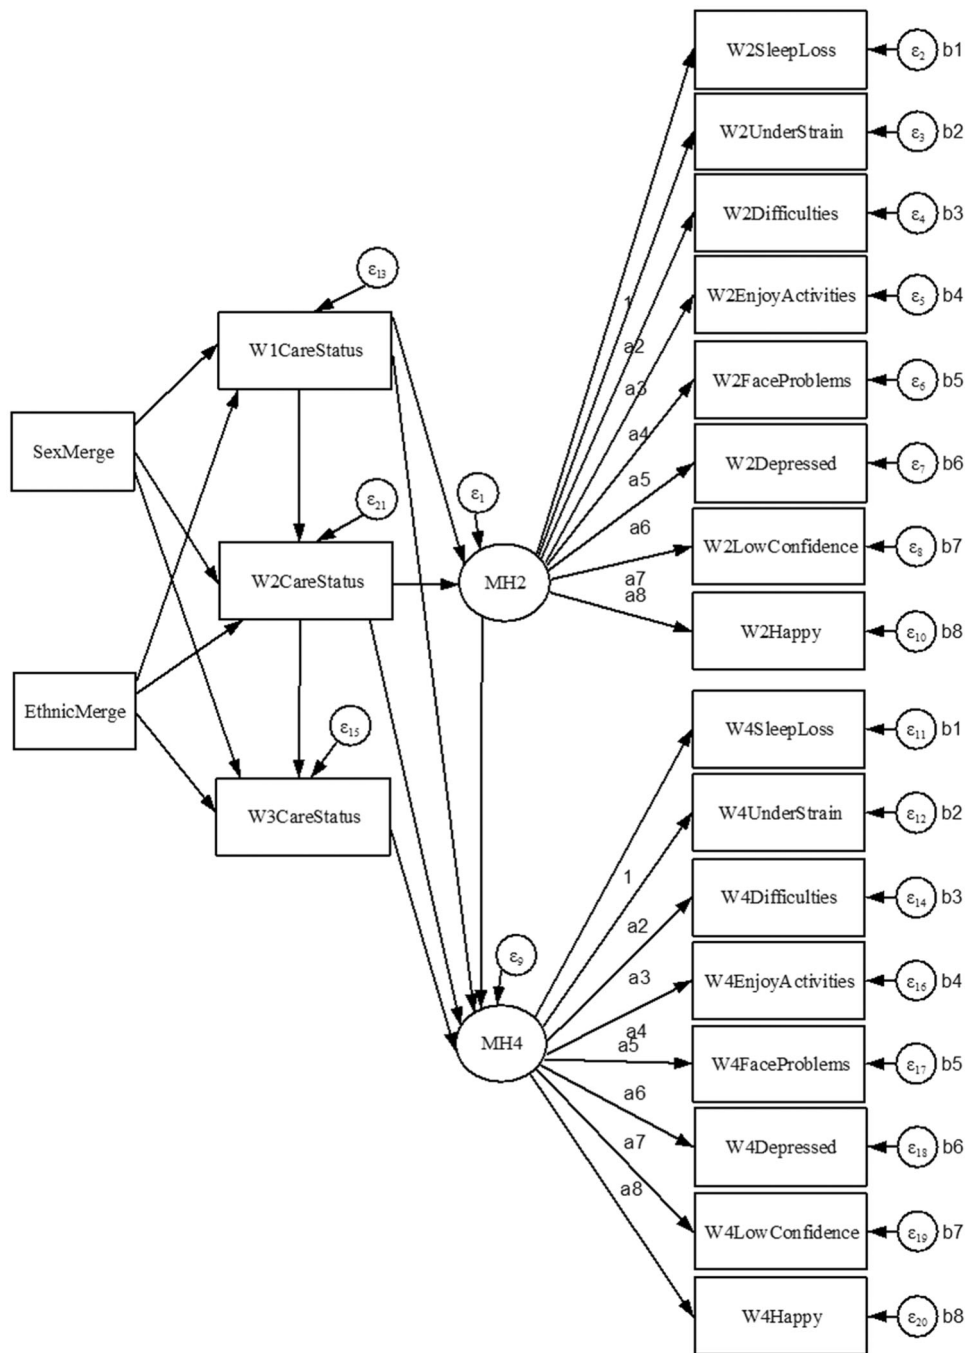 W2SleepLoss
ε2 b1
W2UnderStrain
ε3 b2
W2Difficulties
ε4 b3
W2EnjoyActivities
ε5 b4
W2FaceProblems
ε6 b5
W2Depressed
ε7 b6
W2LowConfidence
ε8 b7
W2Happy
ε10 b8
1
a2
a3
a4
a5
a6
a7
a8
ε13
W1CareStatus
SexMerge
ε21
W2CareStatus
ε1
MH2
EthnicMerge
ε15
W3CareStatus
ε9
MH4
1
a2
a3
a4
a5
a6
a7
a8
W4SleepLoss
ε11 b1
W4UnderStrain
ε12 b2
W4Difficulties
ε14 b3
W4EnjoyActivities
ε16 b4
W4FaceProblems
ε17 b5
W4Depressed
ε18 b6
W4LowConfidence
ε19 b7
W4Happy
ε20 b8